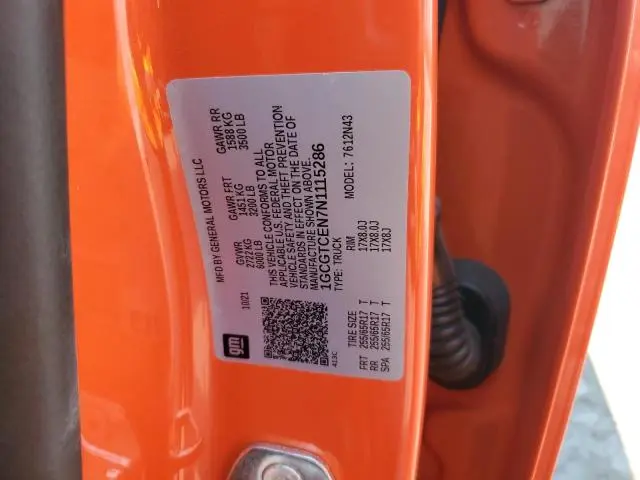 MFD BY GENERAL MOTORS LLC
10/21
GVWR GAWR FRT GAWR RR
2722 KG 1451 KG 1588 KG
6000 LB 3200 LB 3500 LB
THIS VEHICLE CONFORMS TO ALL
APPLICABLE U.S. FEDERAL MOTOR
VEHICLE SAFETY AND THEFT PREVENTION
STANDARDS IN EFFECT ON THE DATE OF
MANUFACTURE SHOWN ABOVE.
1GCGTCEN7N1115286
TYPE: TRUCK MODEL: 7612N43
gm
413C
TIRE SIZE RIM
FRT 255/65R17 T 17X8.0J
RR 255/65R17 T 17X8.0J
SPA 255/65R17 T 17X8J